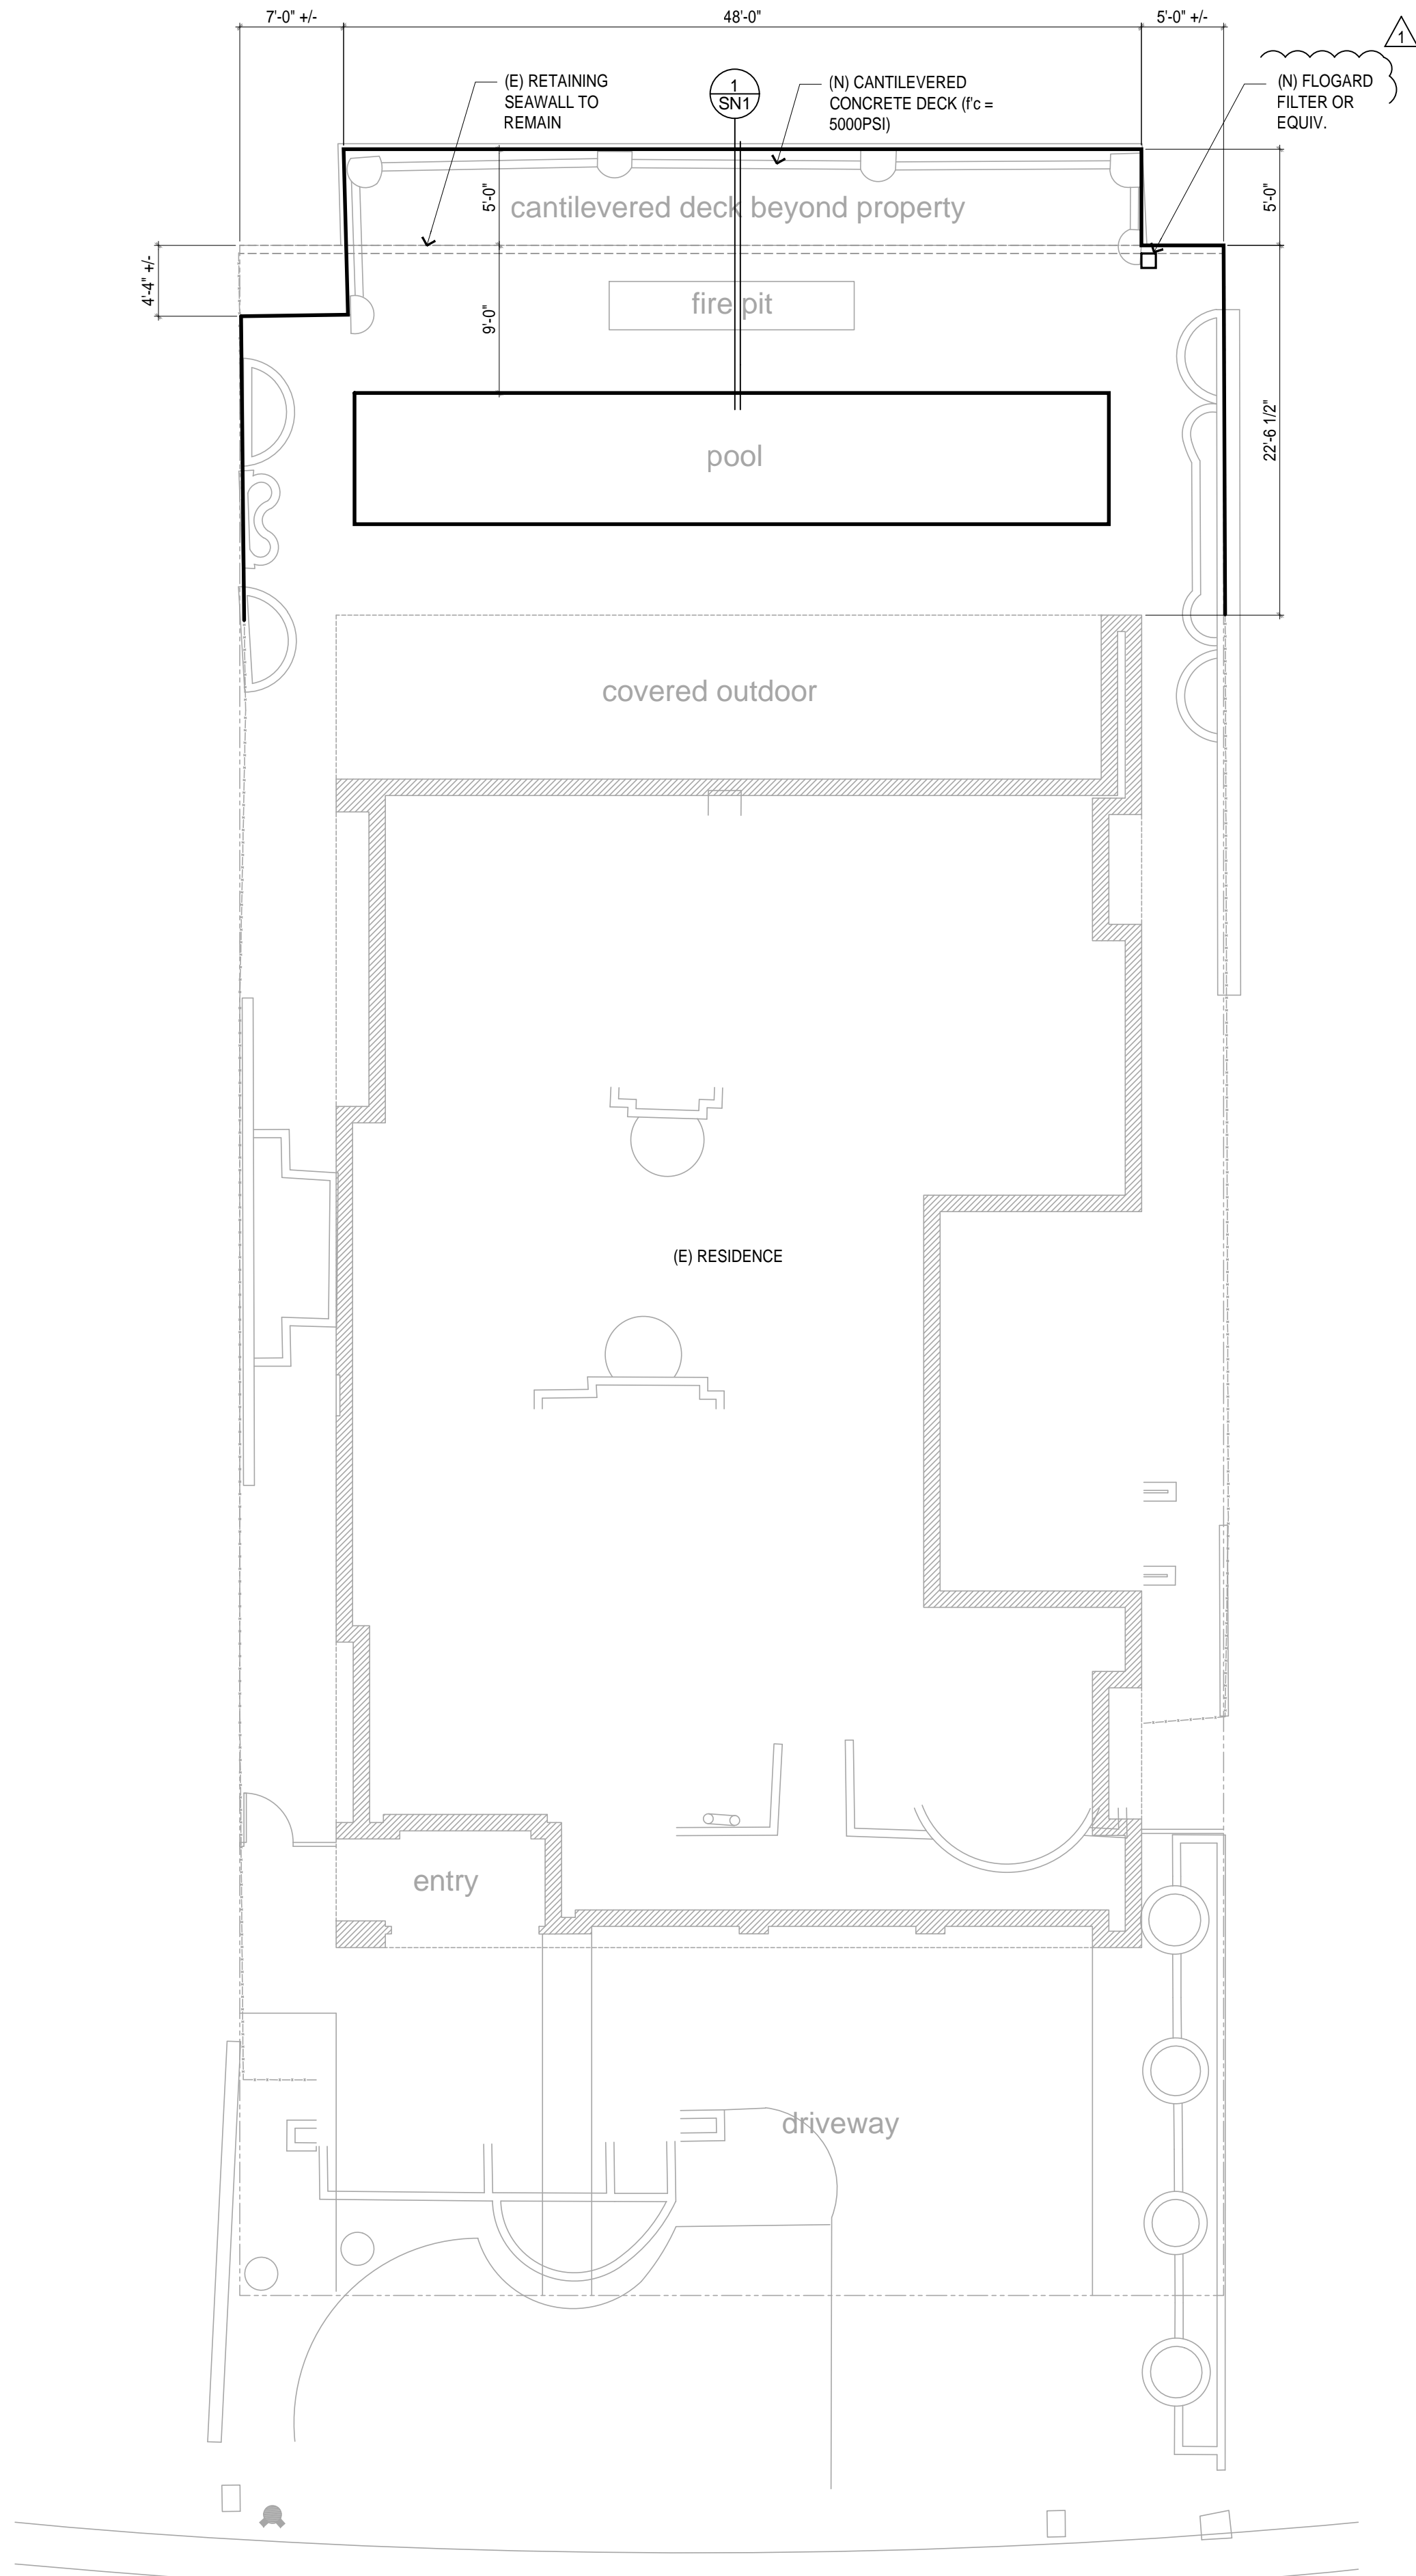 7'-0" +/-
48'-0"
5'-0" +/-
1
(E) RETAINING
SEAWALL TO
REMAIN
1
SN1
(N) CANTILEVERED
CONCRETE DECK (f'c =
5000PSI)
(N) FLOGARD
FILTER OR
EQUIV.
5'-0"
cantilevered deck beyond property
5'-0"
4'-4" +/-
9'-0"
fire pit
22'-6 1/2"
pool
covered outdoor
(E) RESIDENCE
entry
driveway